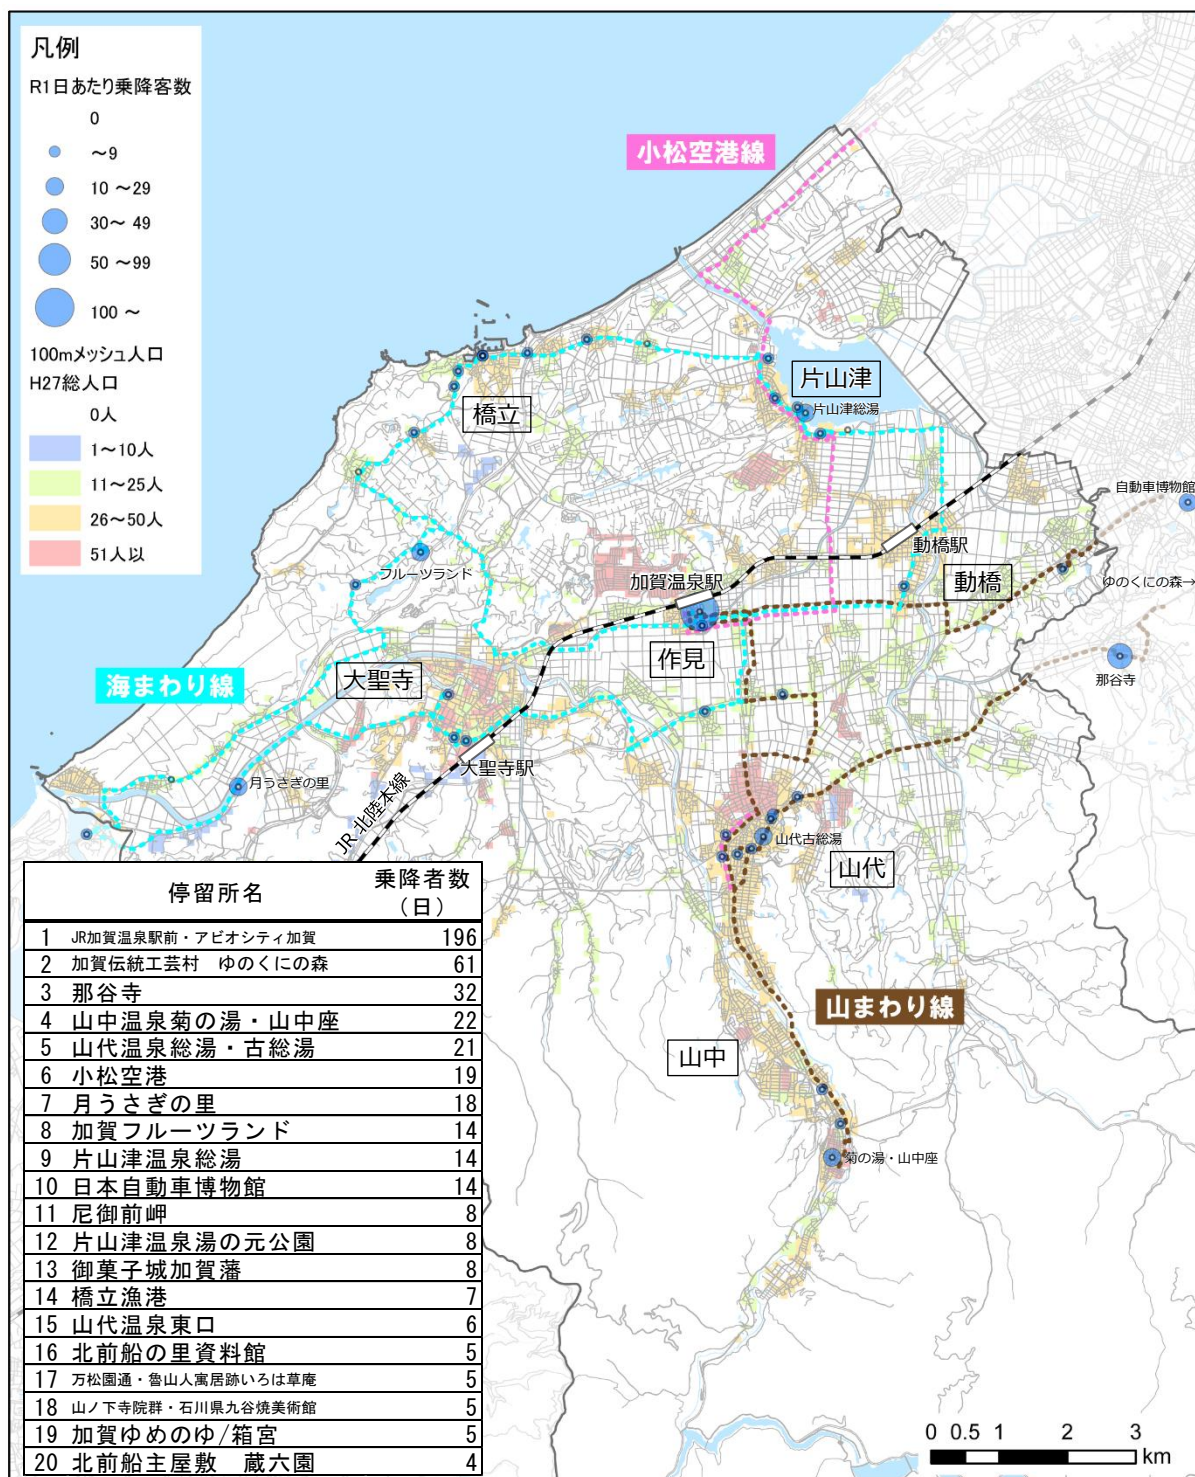 凡例
R1日あたり乗降客数
0
～9
10 ～29
30～ 49
50 ～99
100 ～
100mメッシュ人口
H27総人口
0人
1～10人
11～25人
26～50人
51人以
小松空港線
片山津
片山津総湯
橋立
自動車博物館
動橋駅
フルーツランド
加賀温泉駅
動橋
ゆのくにの森→
作見
大聖寺
海まわり線
那谷寺
大聖寺駅
月うさぎの里
JR 北陸本線
山代古総湯
山代
山まわり線
山中
菊の湯・山中座
停留所名 乗降者数（日）
1 JR加賀温泉駅前・アビオシティ加賀 196
2 加賀伝統工芸村　ゆのくにの森 61
3 那谷寺 32
4 山中温泉菊の湯・山中座 22
5 山代温泉総湯・古総湯 21
6 小松空港 19
7 月うさぎの里 18
8 加賀フルーツランド 14
9 片山津温泉総湯 14
10 日本自動車博物館 14
11 尼御前岬 8
12 片山津温泉湯の元公園 8
13 御菓子城加賀藩 8
14 橋立漁港 7
15 山代温泉東口 6
16 北前船の里資料館 5
17 万松園通・魯山人寓居跡いろは草庵 5
18 山ノ下寺院群・石川県九谷焼美術館 5
19 加賀ゆめのゆ/箱宮 5
20 北前船主屋敷　蔵六園 4
0 0.5 1 2 3 km